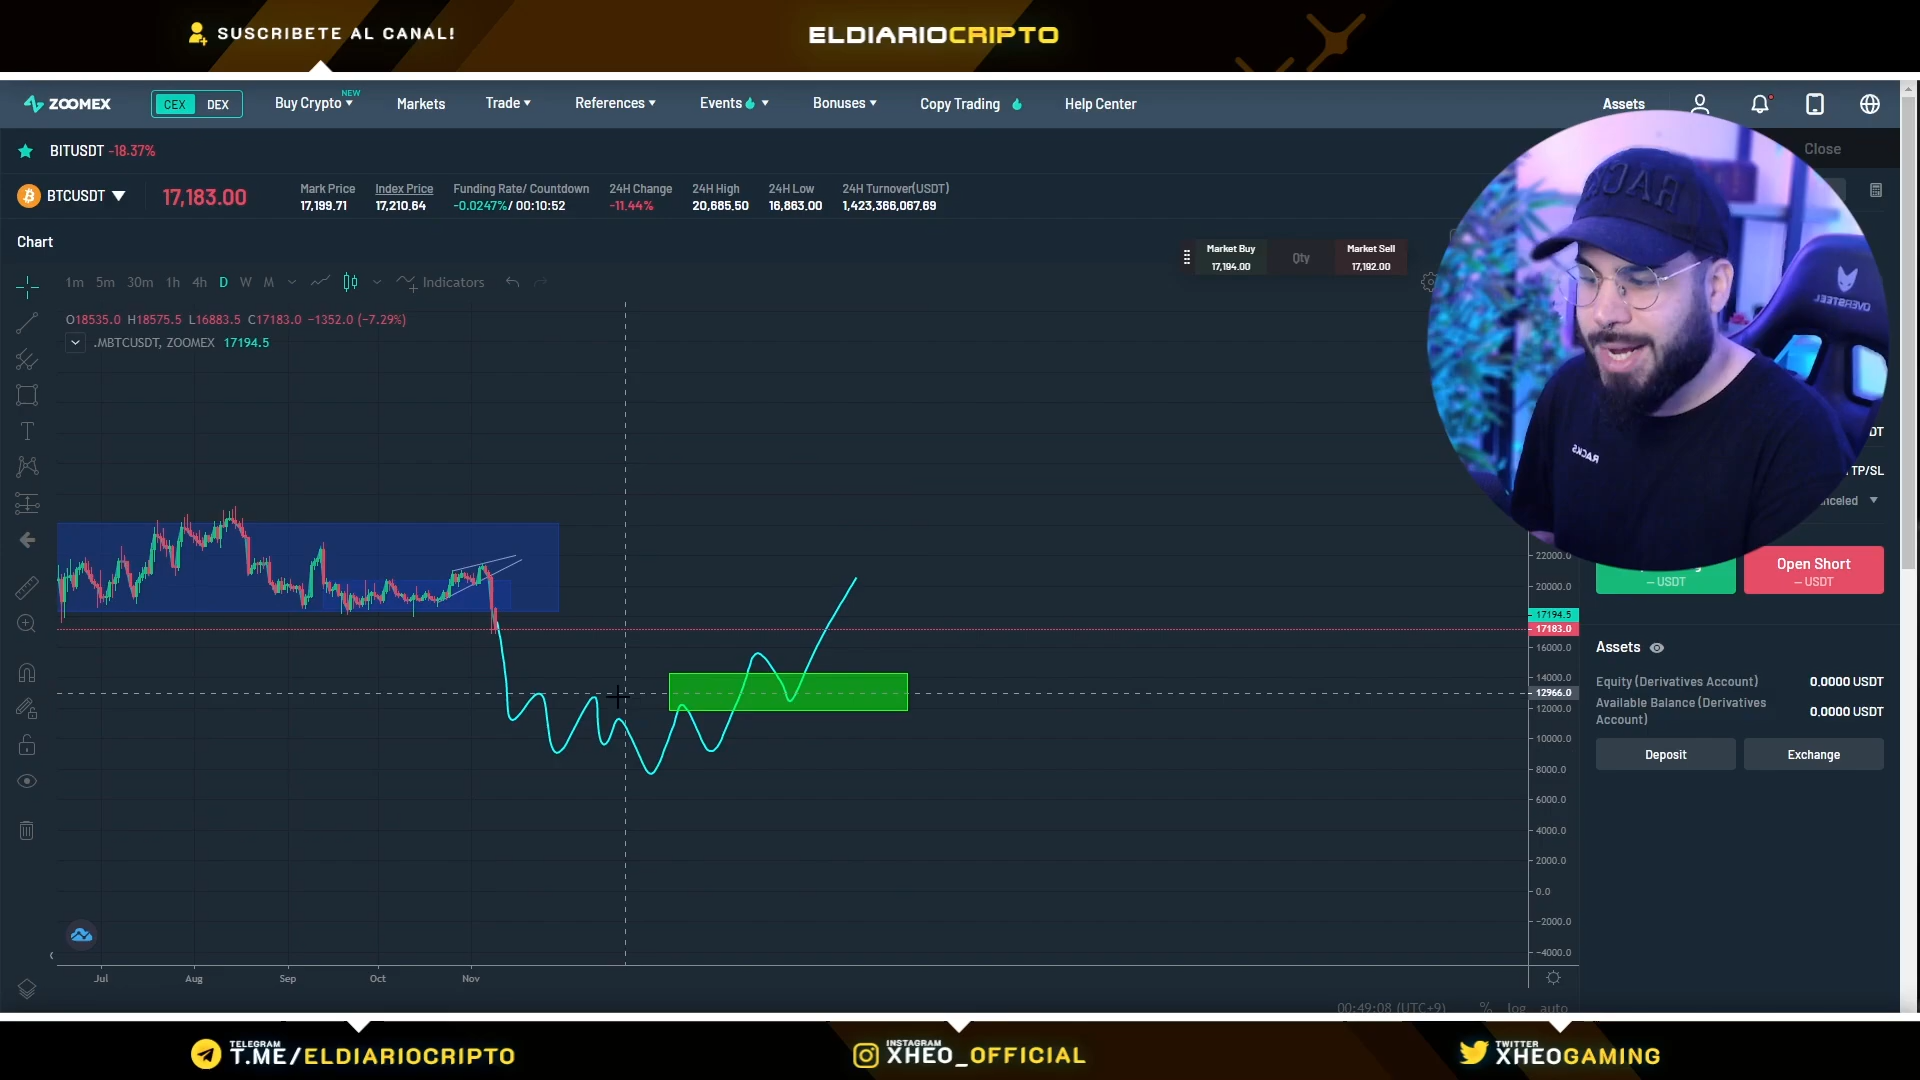 SUSCRIBETE AL CANAL!
ELDIARIOCRIPTO
ZOOMEX
CEX DEX
Buy Crypto NEW
Markets
Trade
References
Events
Bonuses
Copy Trading
Help Center
Assets
BITUSDT -18.37%
Close
BTCUSDT
17,183.00
Mark Price
17,199.71
Index Price
17,210.64
Funding Rate/ Countdown
-0.0247%/ 00:10:52
24H Change
-11.44%
24H High
20,685.50
24H Low
16,863.00
24H Turnover(USDT)
1,423,366,067.69
Chart
Market Buy
17,194.00
Qty
Market Sell
17,192.00
1m 5m 30m 1h 4h D W M
Indicators
O18535.0 H18575.5 L16883.5 C17183.0 −1352.0 (−7.29%)
.MBTCUSDT, ZOOMEX 17194.5
RACKS
OVERSTEEL
DT
TP/SL
Open Short
-- USDT
-- USDT
22000.0
20000.0
17194.5
17183.0
16000.0
14000.0
12966.0
12000.0
10000.0
8000.0
6000.0
4000.0
2000.0
0.0
−2000.0
−4000.0
Assets
Equity (Derivatives Account) 0.0000 USDT
Available Balance (Derivatives
Account) 0.0000 USDT
Deposit
Exchange
Jul Aug Sep Oct Nov
00:49:08 (UTC+9) % log auto
TELEGRAM
T.ME/ELDIARIOCRIPTO
INSTAGRAM
XHEO_OFFICIAL
TWITTER
XHEOGAMING